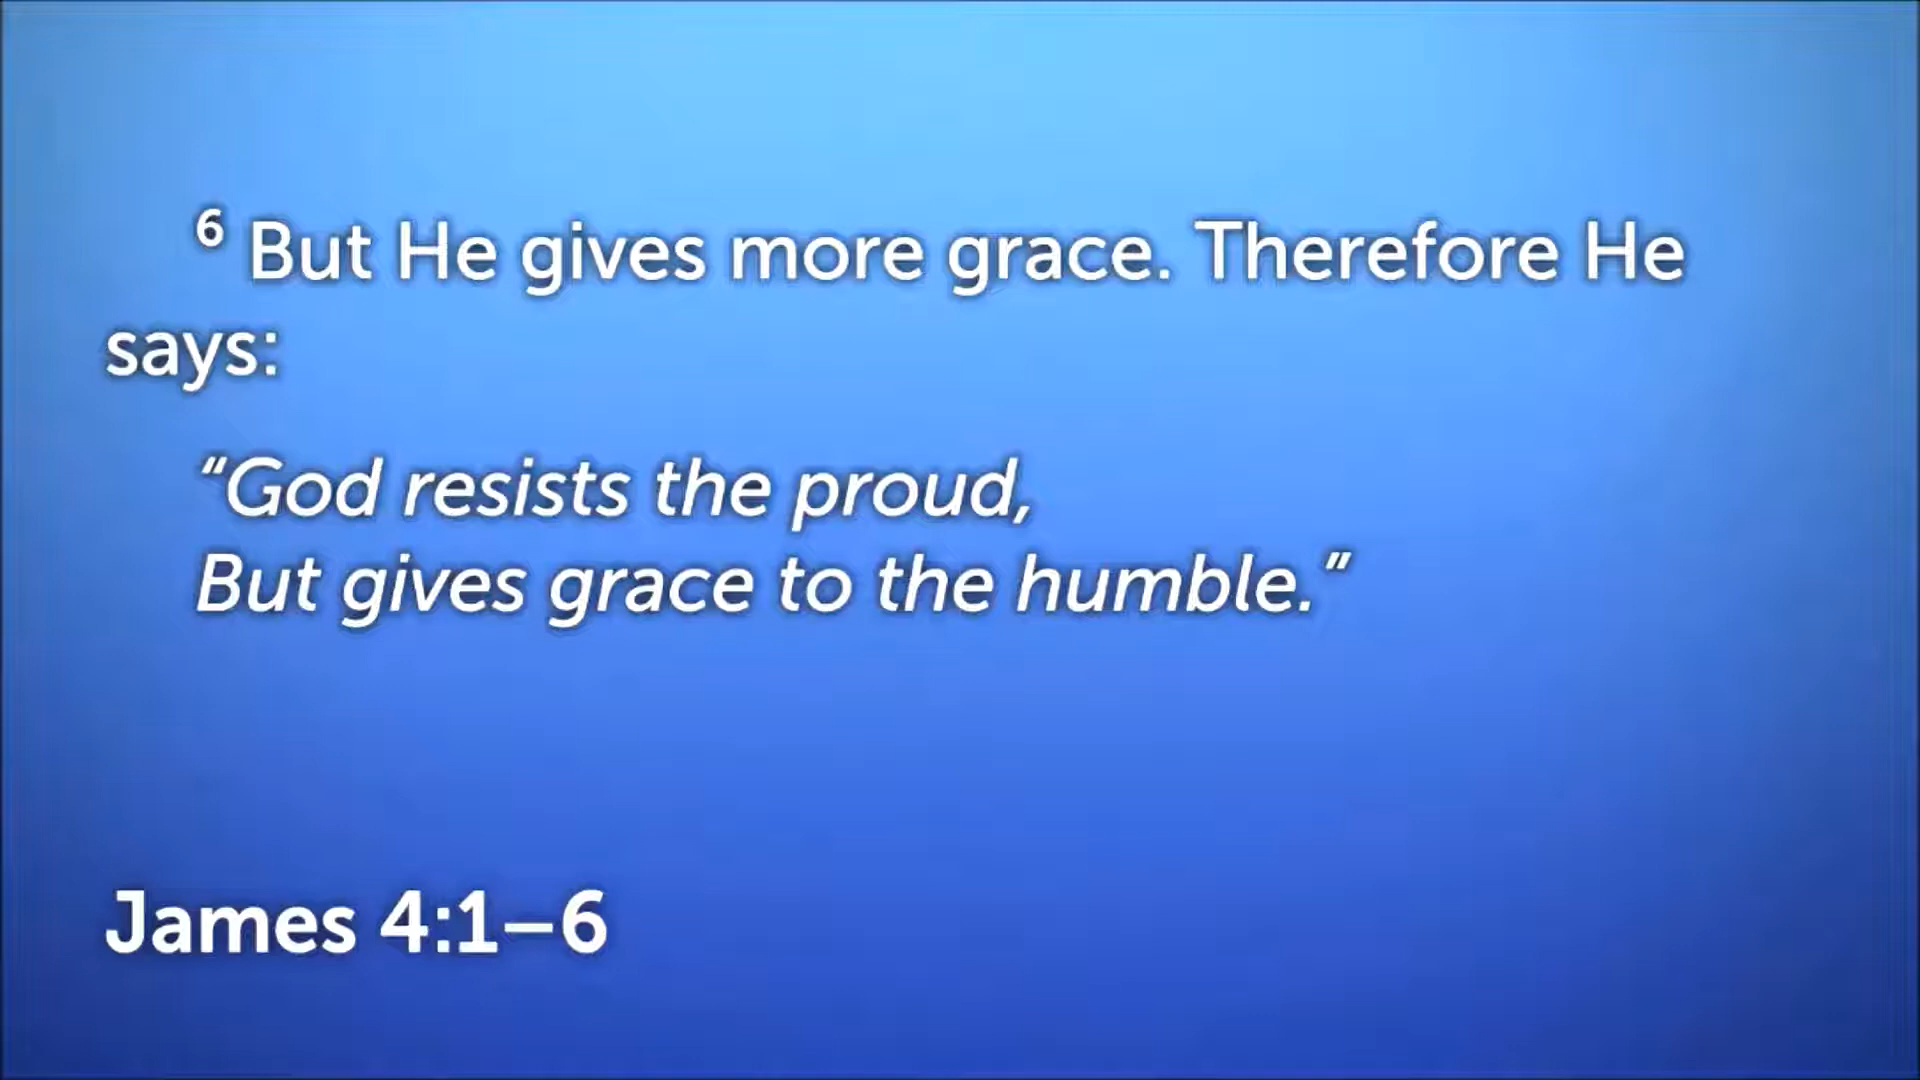 6 But He gives more grace. Therefore He
says:
“God resists the proud,
But gives grace to the humble.”
James 4:1–6